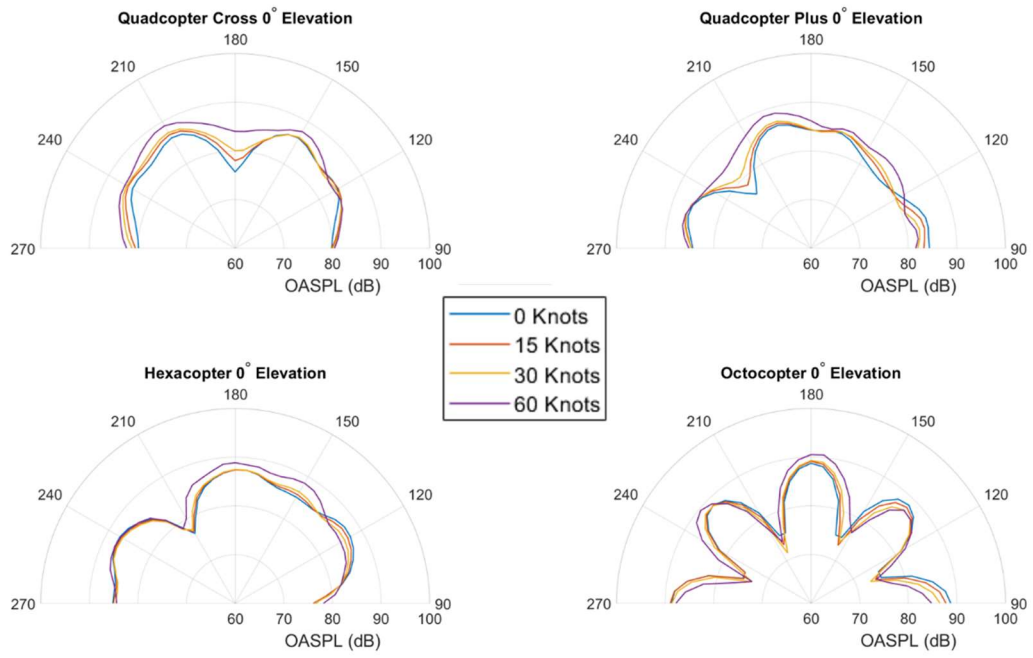 Quadcopter Cross 0° Elevation
180
210
150
240
120
270
90
60 70 80 90 100
OASPL (dB)
Quadcopter Plus 0° Elevation
180
210
150
240
120
270
90
60 70 80 90 100
OASPL (dB)
0 Knots
15 Knots
30 Knots
60 Knots
Hexacopter 0° Elevation
180
210
150
240
120
270
90
60 70 80 90 100
OASPL (dB)
Octocopter 0° Elevation
180
210
150
240
120
270
90
60 70 80 90 100
OASPL (dB)